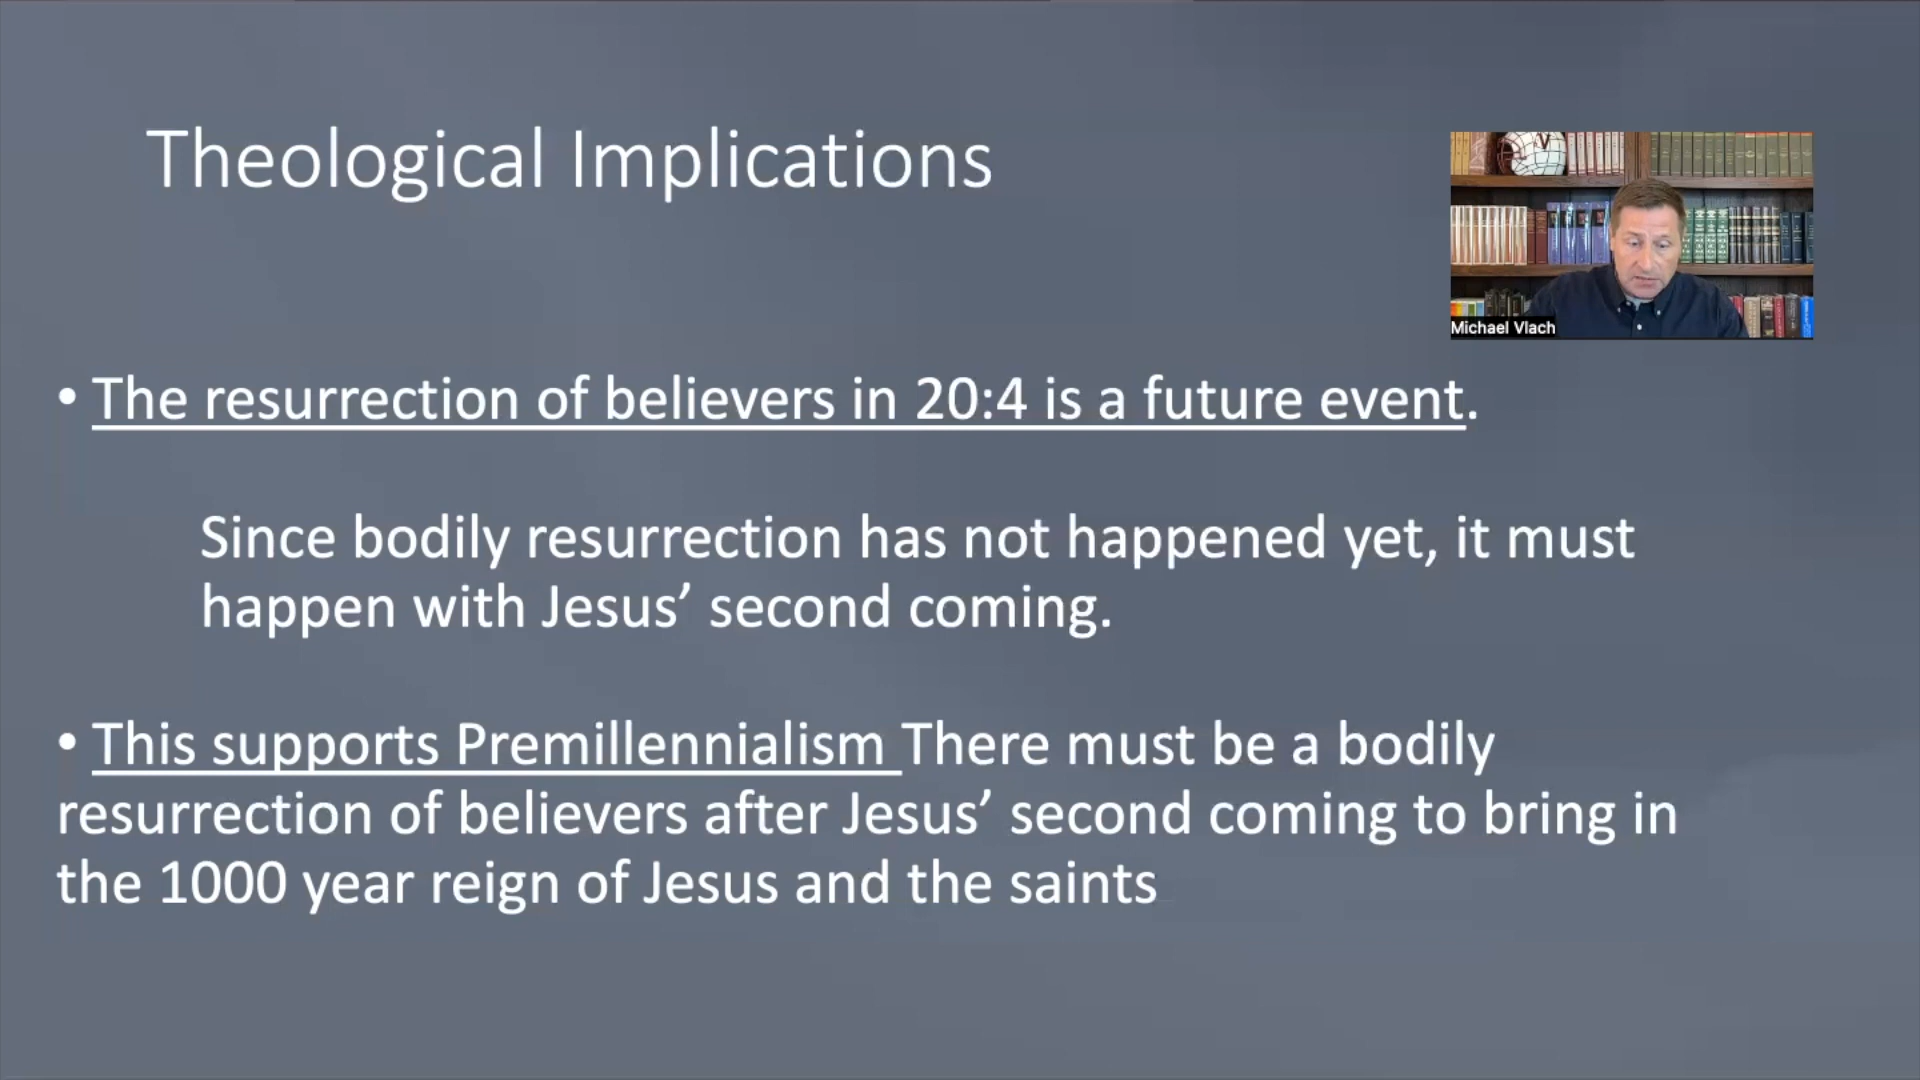 Theological Implications
V
Michael Vlach
• The resurrection of believers in 20:4 is a future event.
Since bodily resurrection has not happened yet, it must
happen with Jesus’ second coming.
• This supports Premillennialism There must be a bodily
resurrection of believers after Jesus’ second coming to bring in
the 1000 year reign of Jesus and the saints